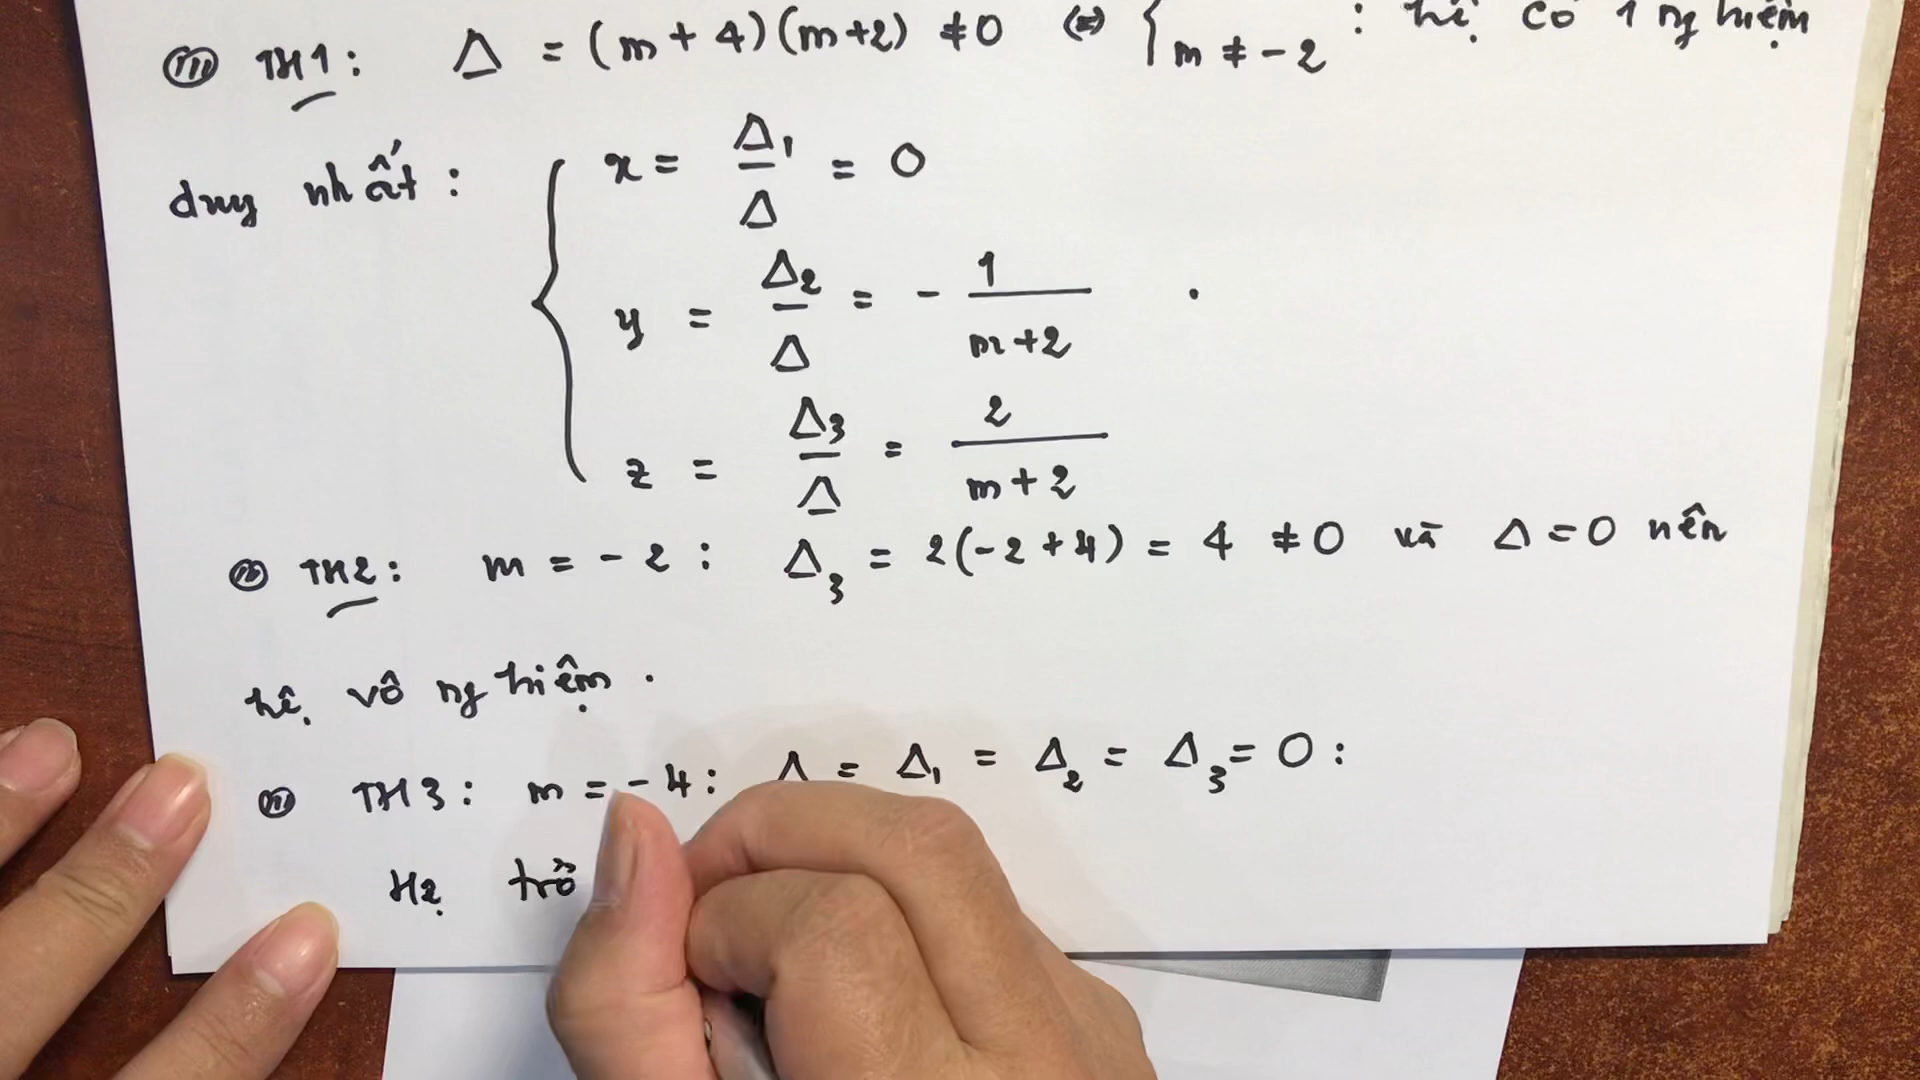 TH1: Δ = (m + 4)(m+2) ≠ 0 ⇔ { m ≠ - 2 : hệ có 1 nghiệm
duy nhất :
x = Δ₁/Δ = 0
y = Δ₂/Δ = - 1/(m+2) .
z = Δ₃/Δ = 2/(m+2)
TH2: m = - 2 : Δ₃ = 2(-2+4) = 4 ≠ 0 và Δ = 0 nên
hệ vô nghiệm .
TH3: m = - 4 : Δ = Δ₁ = Δ₂ = Δ₃ = 0 :
Hệ trở